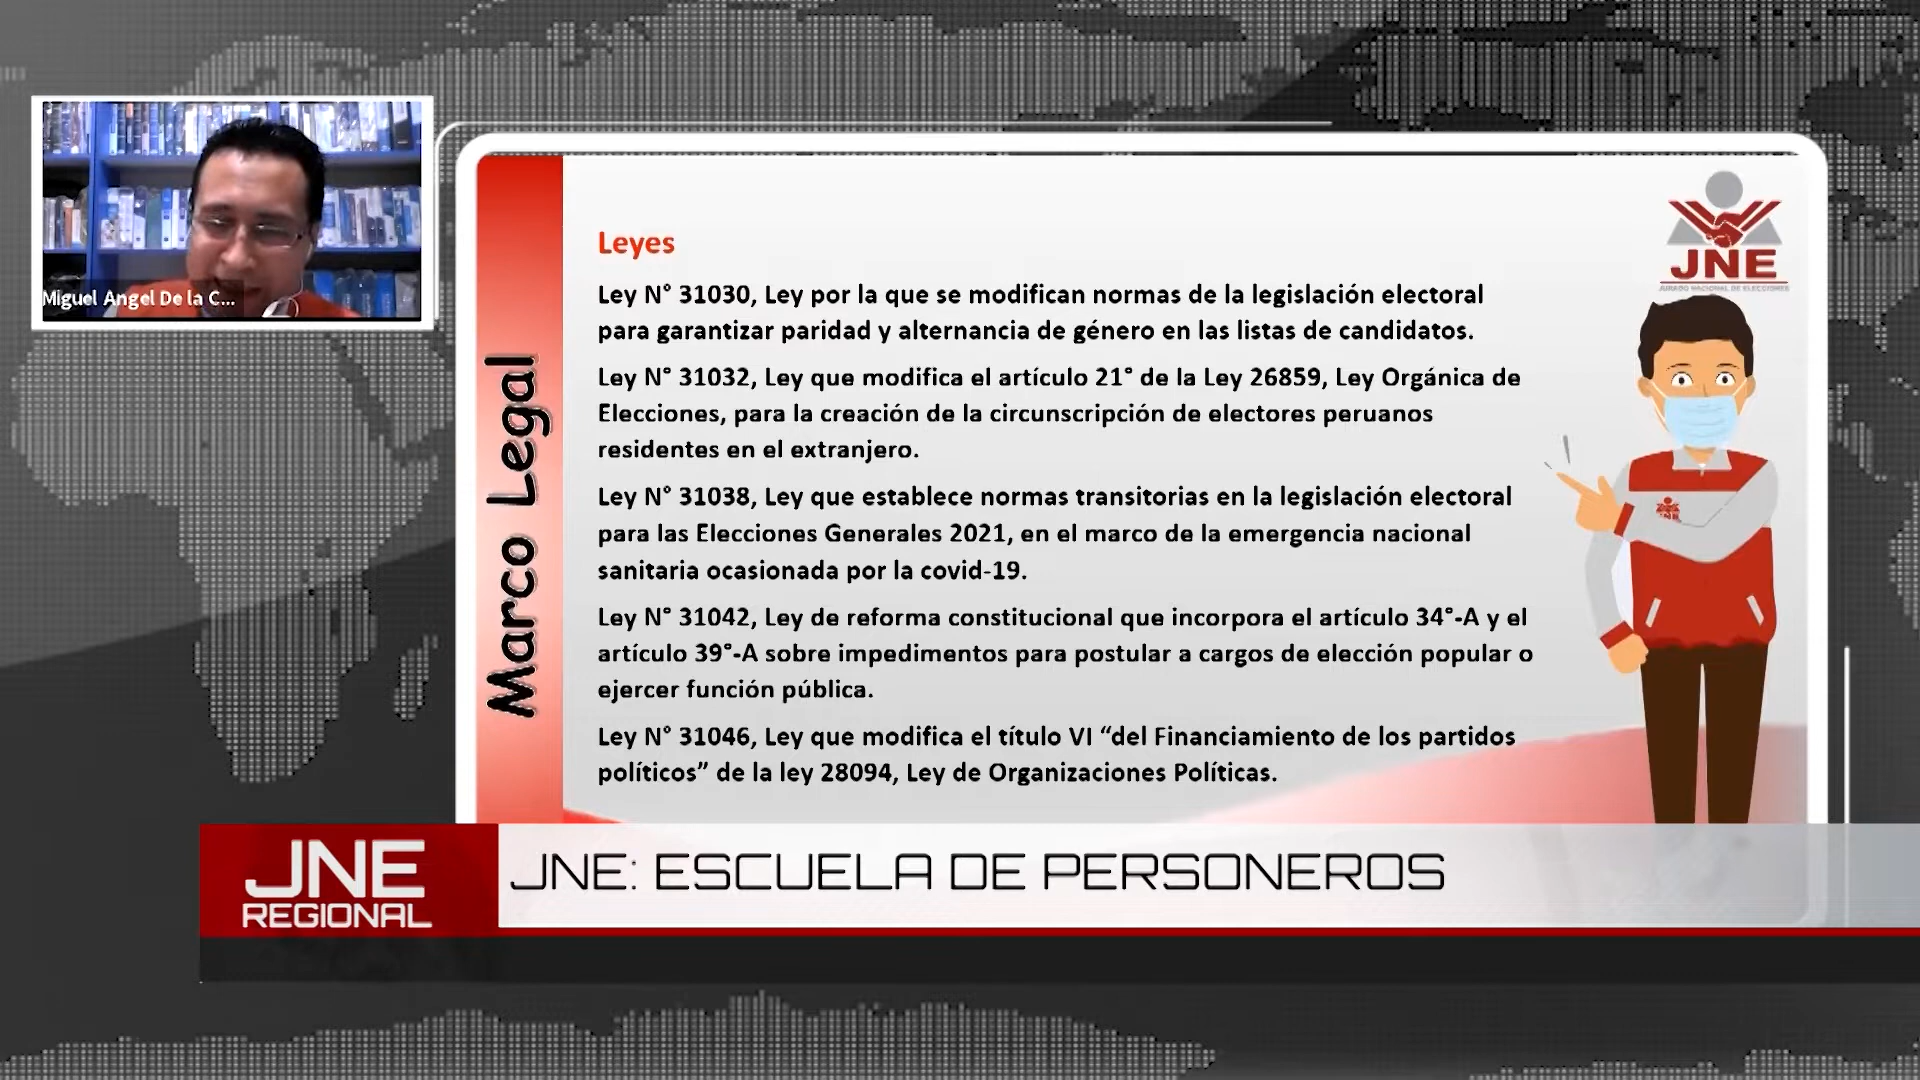 Miguel Angel De la C...
Marco Legal
JNE
JURADO NACIONAL DE ELECCIONES
Leyes
Ley N° 31030, Ley por la que se modifican normas de la legislación electoral
para garantizar paridad y alternancia de género en las listas de candidatos.
Ley N° 31032, Ley que modifica el artículo 21° de la Ley 26859, Ley Orgánica de
Elecciones, para la creación de la circunscripción de electores peruanos
residentes en el extranjero.
Ley N° 31038, Ley que establece normas transitorias en la legislación electoral
para las Elecciones Generales 2021, en el marco de la emergencia nacional
sanitaria ocasionada por la covid-19.
Ley N° 31042, Ley de reforma constitucional que incorpora el artículo 34°-A y el
artículo 39°-A sobre impedimentos para postular a cargos de elección popular o
ejercer función pública.
Ley N° 31046, Ley que modifica el título VI “del Financiamiento de los partidos
políticos” de la ley 28094, Ley de Organizaciones Políticas.
JNE
JNE
REGIONAL
JNE: ESCUELA DE PERSONEROS